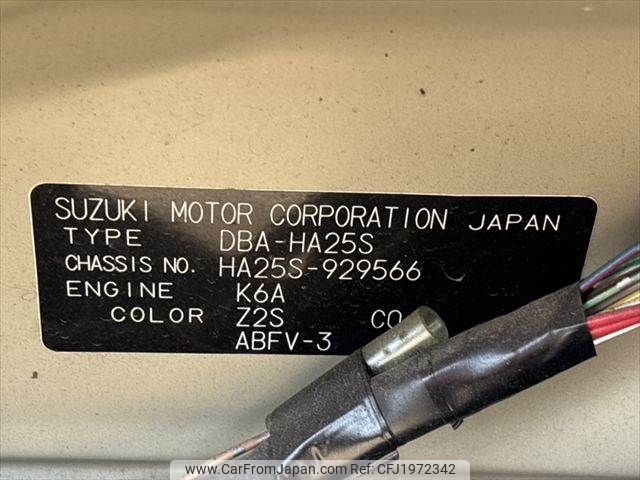 SUZUKI MOTOR CORPORATION JAPAN
TYPE DBA-HA25S
CHASSIS NO. HA25S-929566
ENGINE K6A
COLOR Z2S CO
ABFV-3
www.CarFromJapan.com - CFJ1972342